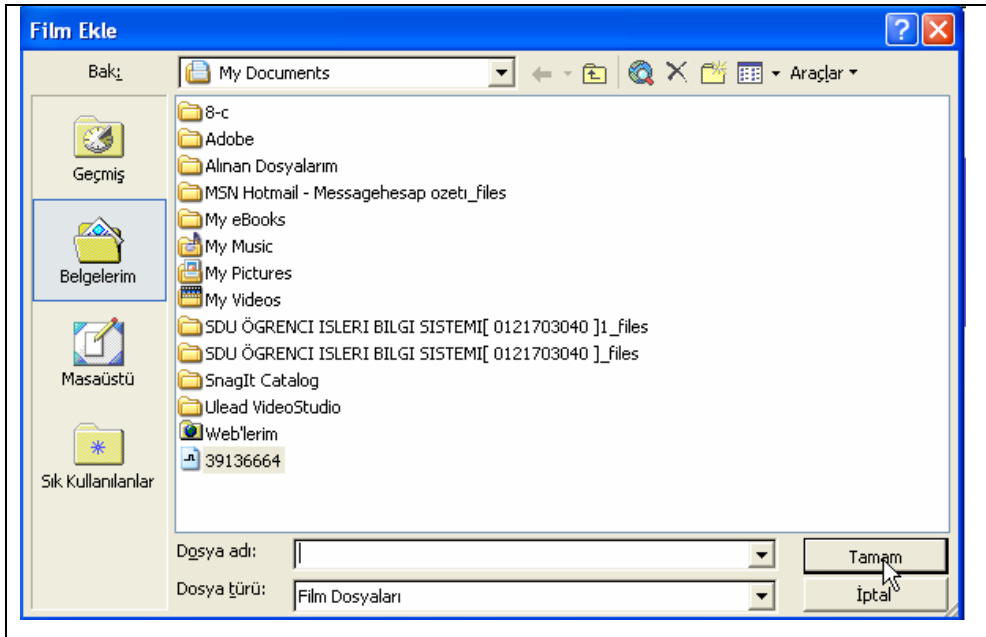 Film Ekle
Bak:
My Documents
Araçlar
Geçmiş
Belgelerim
Masaüstü
Sık Kullanılanlar
8-c
Adobe
Alınan Dosyalarım
MSN Hotmail - Messagehesap ozetı_files
My eBooks
My Music
My Pictures
My Videos
SDU ÖGRENCI ISLERI BILGI SISTEMI[ 0121703040 ]1_files
SDU ÖGRENCI ISLERI BILGI SISTEMI[ 0121703040 ]_files
SnagIt Catalog
Ulead VideoStudio
Web'lerim
39136664
Dosya adı:
Tamam
Dosya türü:
Film Dosyaları
İptal